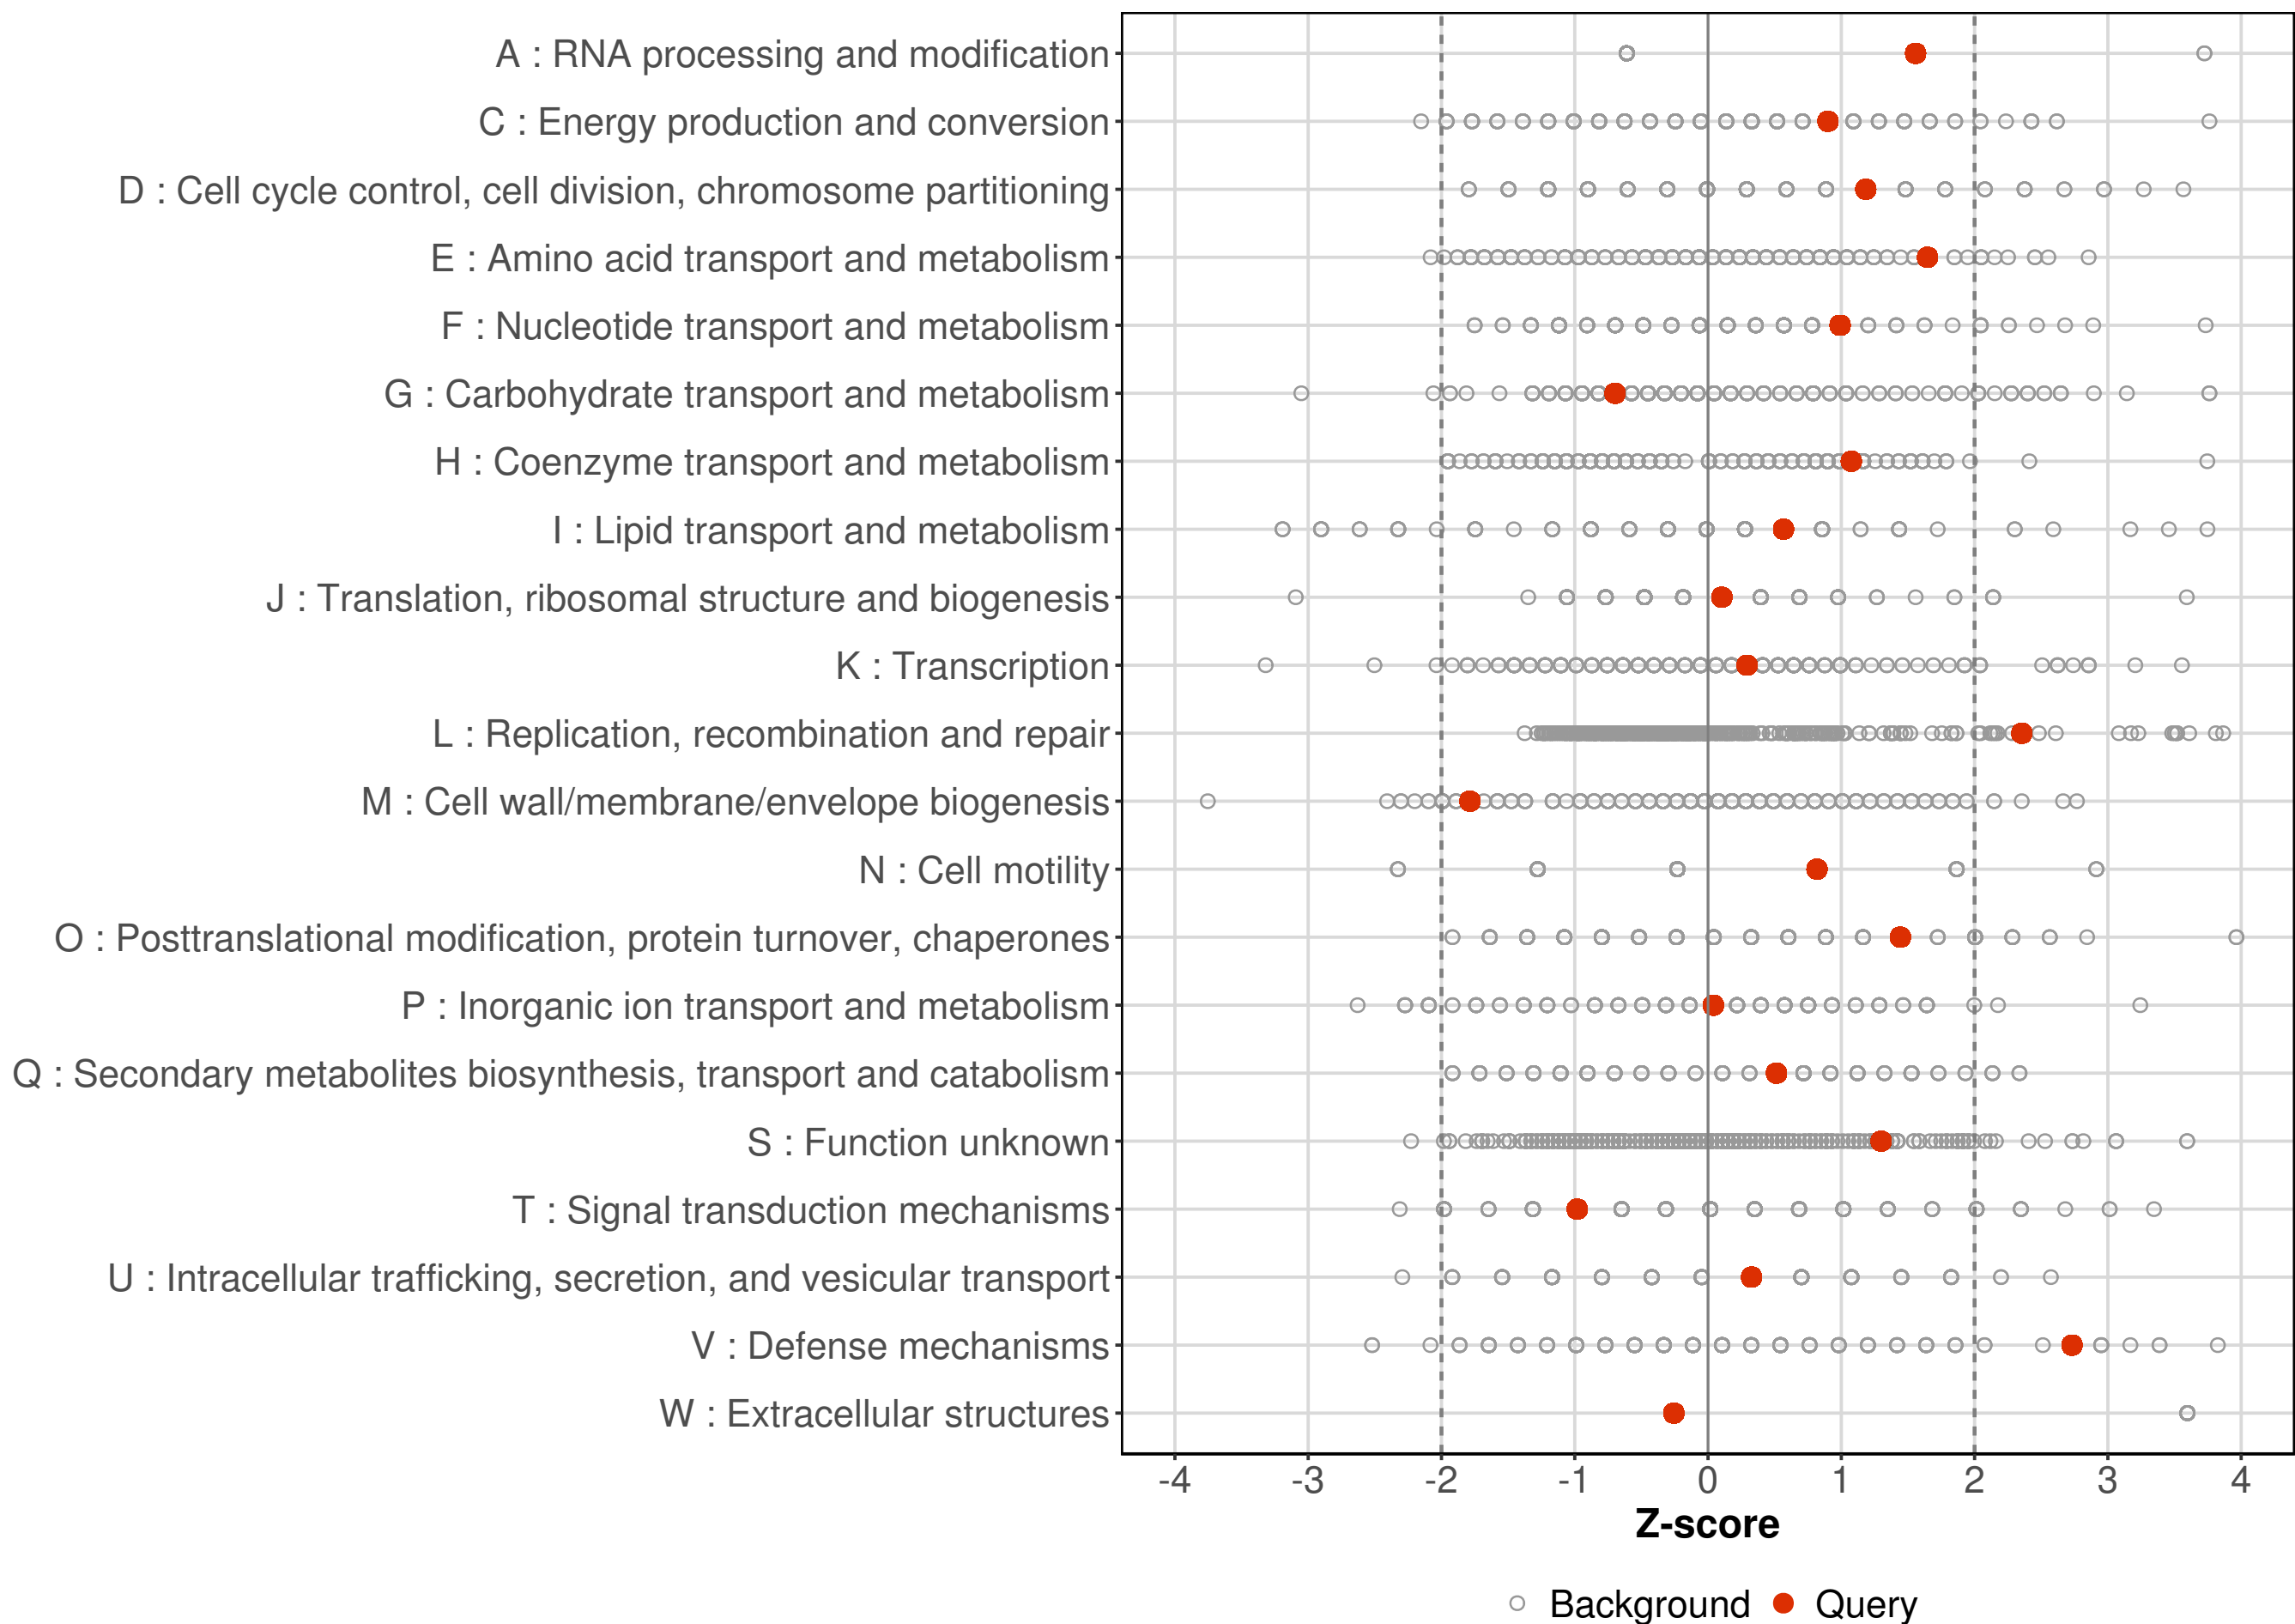 A : RNA processing and modification
C : Energy production and conversion
D : Cell cycle control, cell division, chromosome partitioning
E : Amino acid transport and metabolism
F : Nucleotide transport and metabolism
G : Carbohydrate transport and metabolism
H : Coenzyme transport and metabolism
I : Lipid transport and metabolism
J : Translation, ribosomal structure and biogenesis
K : Transcription
L : Replication, recombination and repair
M : Cell wall/membrane/envelope biogenesis
N : Cell motility
O : Posttranslational modification, protein turnover, chaperones
P : Inorganic ion transport and metabolism
Q : Secondary metabolites biosynthesis, transport and catabolism
S : Function unknown
T : Signal transduction mechanisms
U : Intracellular trafficking, secretion, and vesicular transport
V : Defense mechanisms
W : Extracellular structures
-4 -3 -2 -1 0 1 2 3 4
Z-score
Background Query